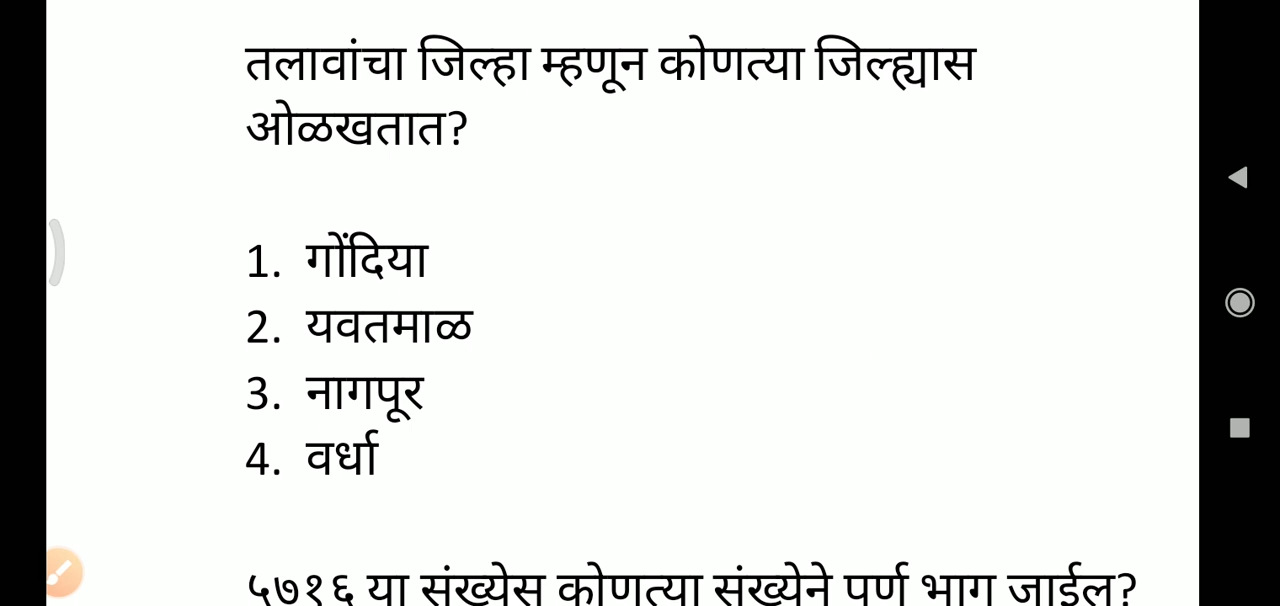 तलावांचा जिल्हा म्हणून कोणत्या जिल्ह्यास
ओळखतात?
1. गोंदिया
2. यवतमाळ
3. नागपूर
4. वर्धा
५७१६ या संख्येस कोणत्या संख्येने पूर्ण भाग जाईल?